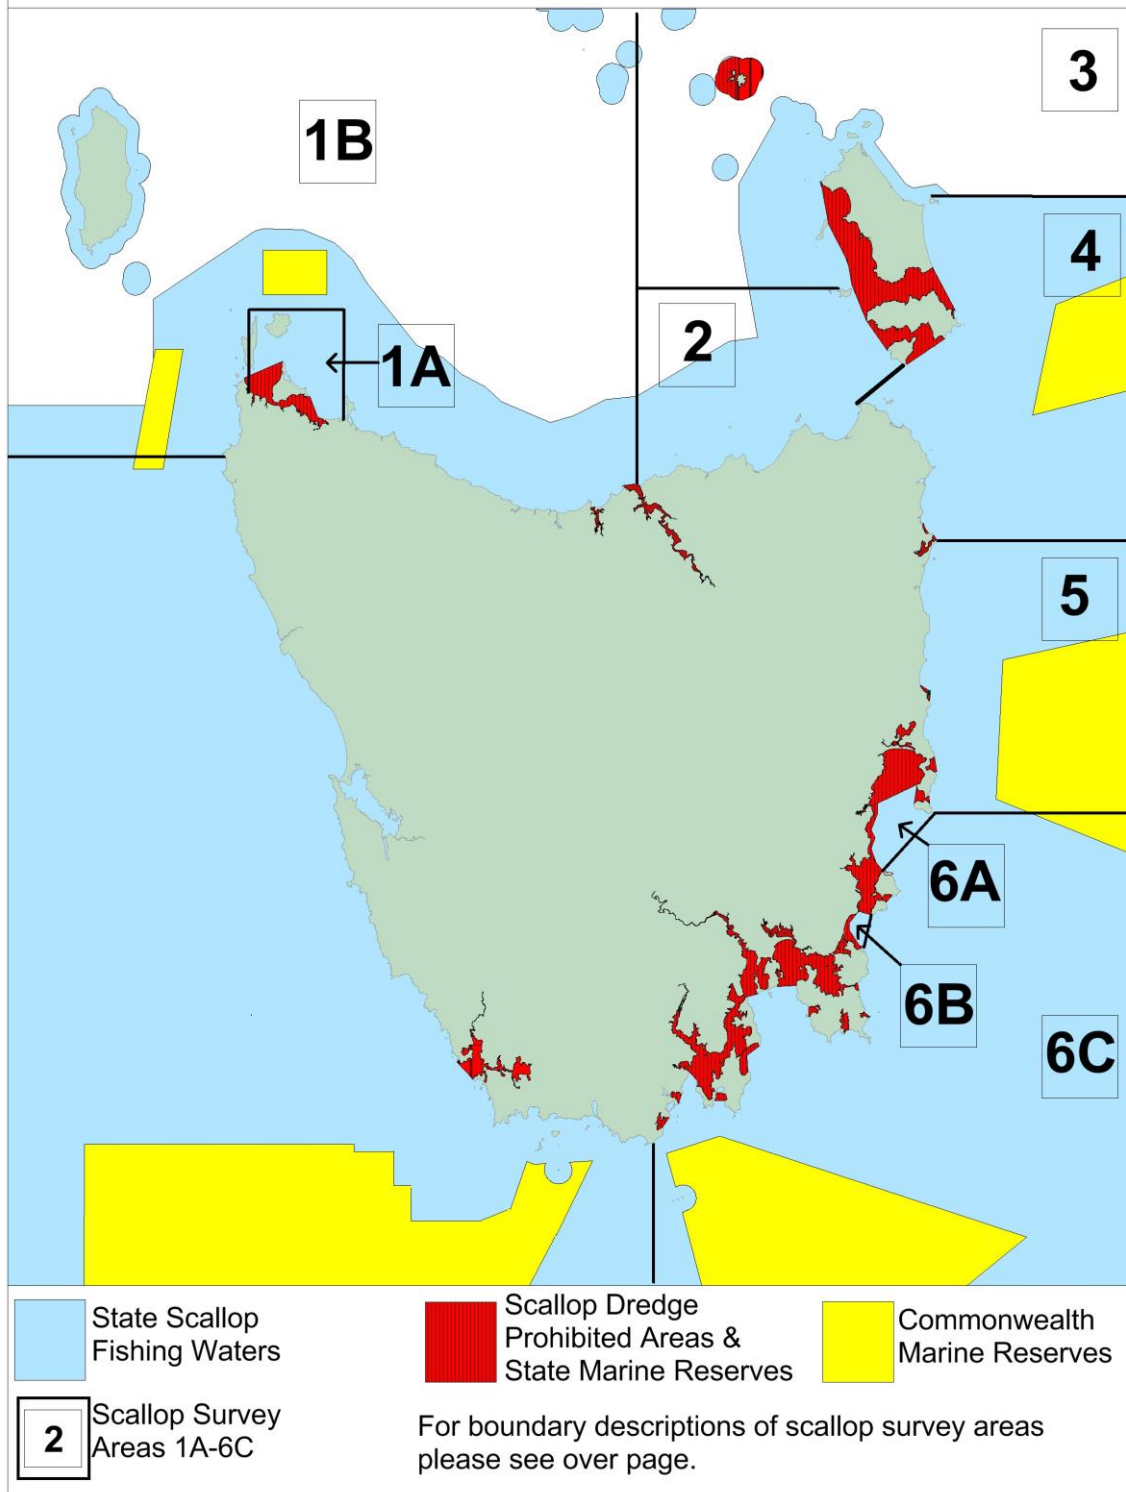 3
1B
4
2
1A
5
6A
6B
6C
State Scallop
Fishing Waters
Scallop Dredge
Prohibited Areas &
State Marine Reserves
Commonwealth
Marine Reserves
2
Scallop Survey
Areas 1A-6C
For boundary descriptions of scallop survey areas
please see over page.